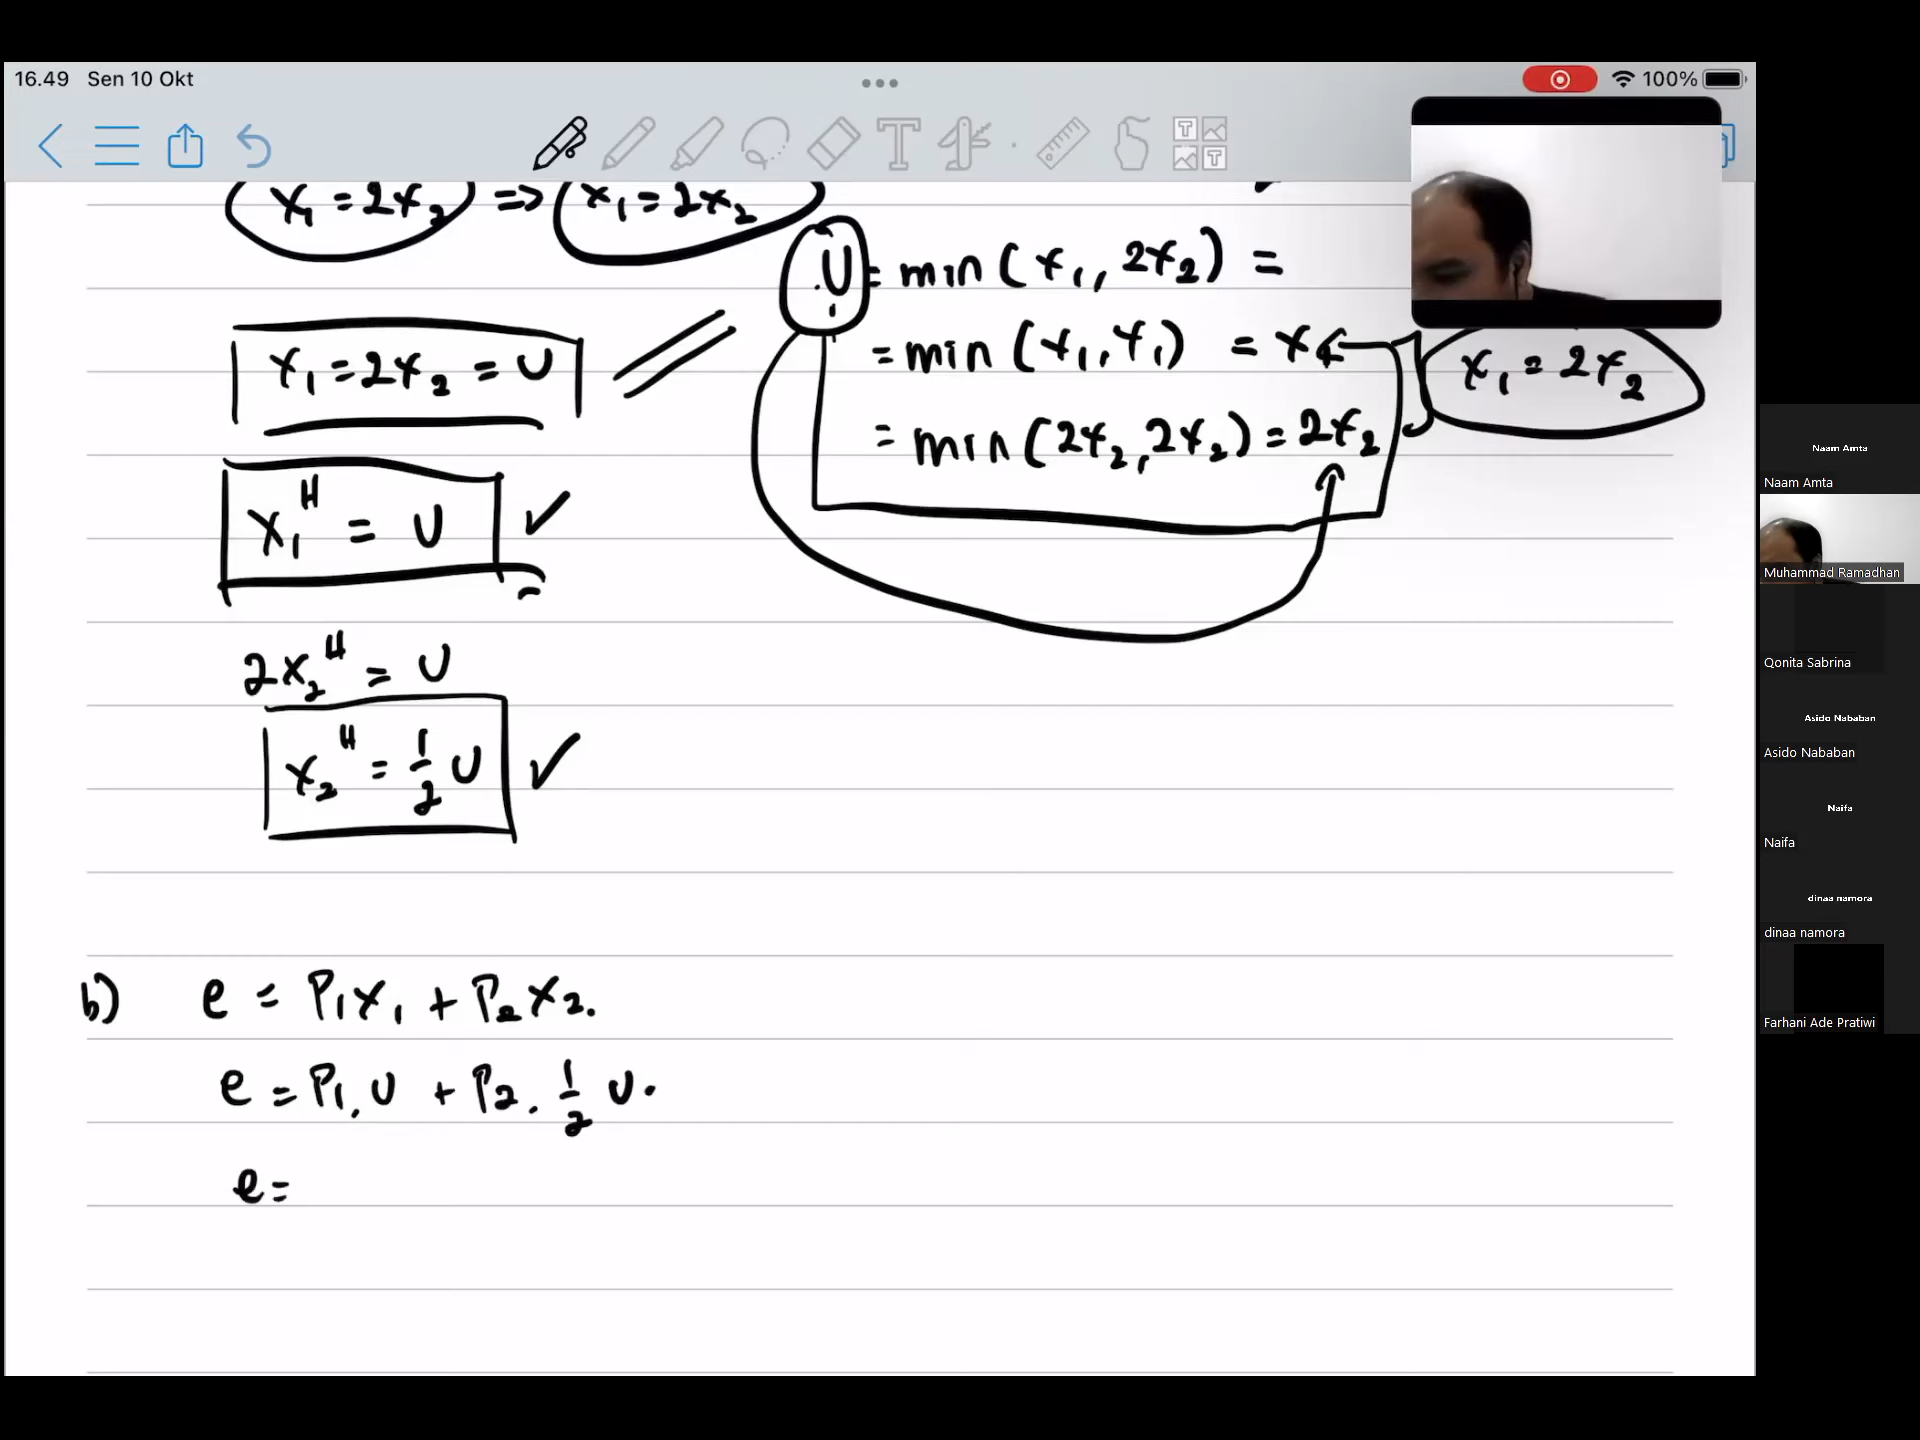 16.49 Sen 10 Okt
100%
x₁ = 2x₂ => x₁ = 2x₂
U = min(x₁, 2x₂) =
= min(x₁, x₁) = x₁
= min(2x₂, 2x₂) = 2x₂
x₁ = 2x₂
x₁ = 2x₂ = U
x₁ᴴ = U
2x₂ᴴ = U
x₂ᴴ = ½ U
b) e = P₁x₁ + P₂x₂.
e = P₁.U + P₂.½ U.
e =
Naam Amta
Naam Amta
Muhammad Ramadhan
Qonita Sabrina
Asido Nababan
Asido Nababan
Naifa
Naifa
dinaa namora
dinaa namora
Farhani Ade Pratiwi